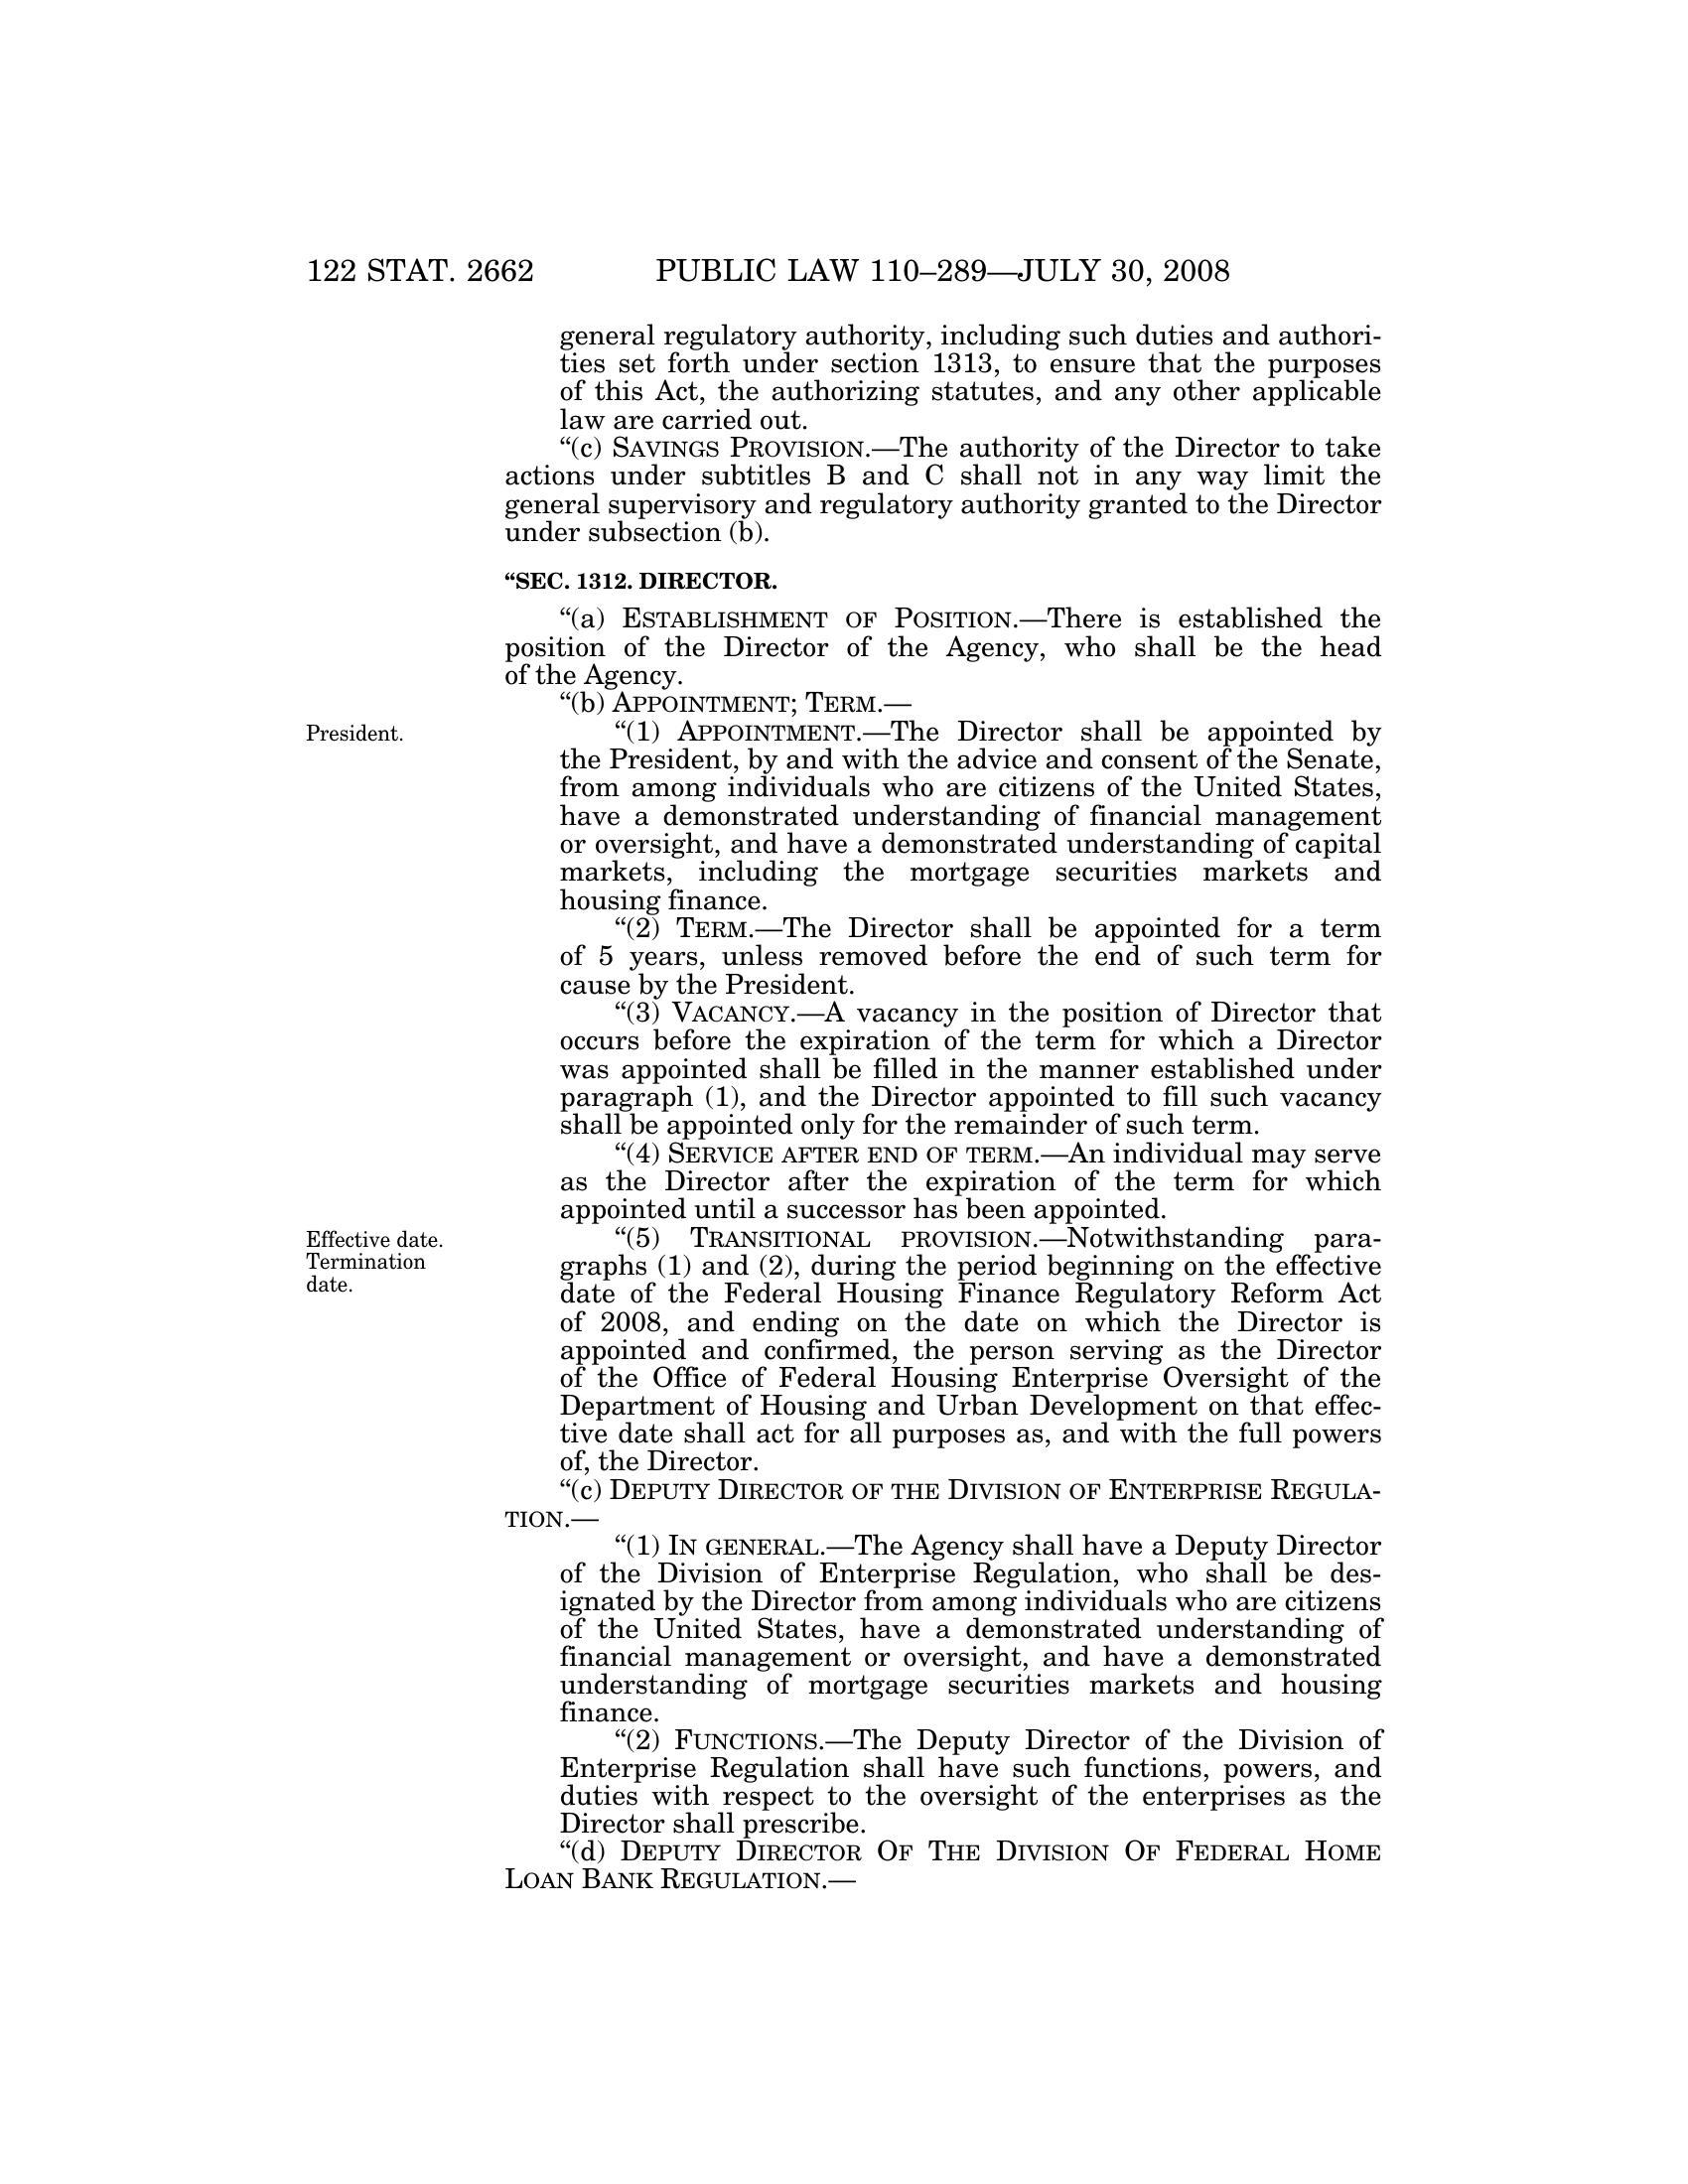 122 STAT. 2662 PUBLIC LAW 110–289—JULY 30, 2008
general regulatory authority, including such duties and authori-
ties set forth under section 1313, to ensure that the purposes
of this Act, the authorizing statutes, and any other applicable
law are carried out.
“(c) SAVINGS PROVISION.—The authority of the Director to take
actions under subtitles B and C shall not in any way limit the
general supervisory and regulatory authority granted to the Director
under subsection (b).
“SEC. 1312. DIRECTOR.
“(a) ESTABLISHMENT OF POSITION.—There is established the
position of the Director of the Agency, who shall be the head
of the Agency.
“(b) APPOINTMENT; TERM.—
President.
“(1) APPOINTMENT.—The Director shall be appointed by
the President, by and with the advice and consent of the Senate,
from among individuals who are citizens of the United States,
have a demonstrated understanding of financial management
or oversight, and have a demonstrated understanding of capital
markets, including the mortgage securities markets and
housing finance.
“(2) TERM.—The Director shall be appointed for a term
of 5 years, unless removed before the end of such term for
cause by the President.
“(3) VACANCY.—A vacancy in the position of Director that
occurs before the expiration of the term for which a Director
was appointed shall be filled in the manner established under
paragraph (1), and the Director appointed to fill such vacancy
shall be appointed only for the remainder of such term.
“(4) SERVICE AFTER END OF TERM.—An individual may serve
as the Director after the expiration of the term for which
appointed until a successor has been appointed.
Effective date.
Termination
date.
“(5) TRANSITIONAL PROVISION.—Notwithstanding para-
graphs (1) and (2), during the period beginning on the effective
date of the Federal Housing Finance Regulatory Reform Act
of 2008, and ending on the date on which the Director is
appointed and confirmed, the person serving as the Director
of the Office of Federal Housing Enterprise Oversight of the
Department of Housing and Urban Development on that effec-
tive date shall act for all purposes as, and with the full powers
of, the Director.
“(c) DEPUTY DIRECTOR OF THE DIVISION OF ENTERPRISE REGULA-
TION.—
“(1) IN GENERAL.—The Agency shall have a Deputy Director
of the Division of Enterprise Regulation, who shall be des-
ignated by the Director from among individuals who are citizens
of the United States, have a demonstrated understanding of
financial management or oversight, and have a demonstrated
understanding of mortgage securities markets and housing
finance.
“(2) FUNCTIONS.—The Deputy Director of the Division of
Enterprise Regulation shall have such functions, powers, and
duties with respect to the oversight of the enterprises as the
Director shall prescribe.
“(d) DEPUTY DIRECTOR OF THE DIVISION OF FEDERAL HOME
LOAN BANK REGULATION.—